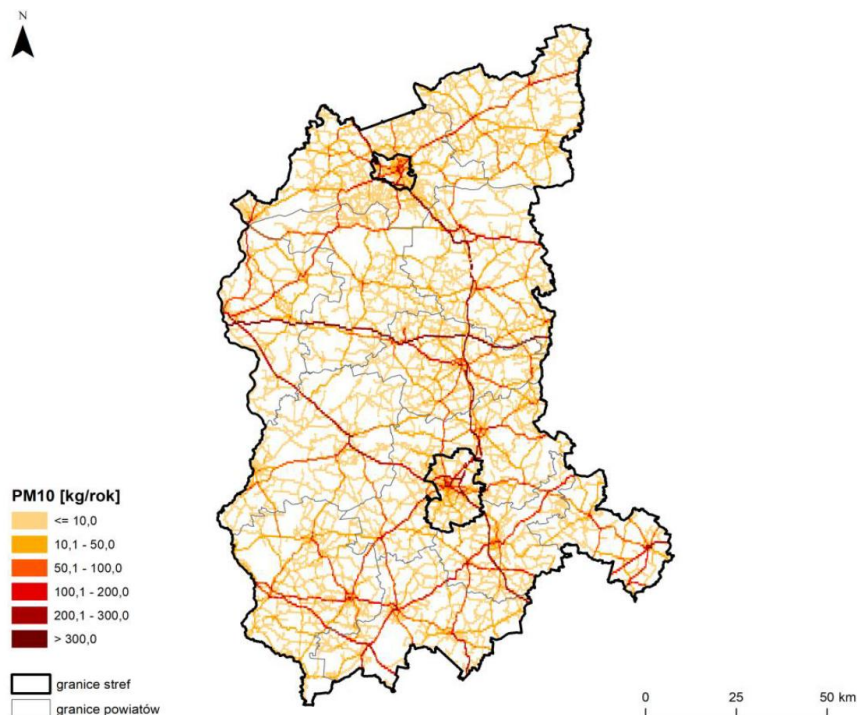 N
PM10 [kg/rok]
<= 10,0
10,1 - 50,0
50,1 - 100,0
100,1 - 200,0
200,1 - 300,0
> 300,0
granice stref
granice powiatów
0 25 50 km